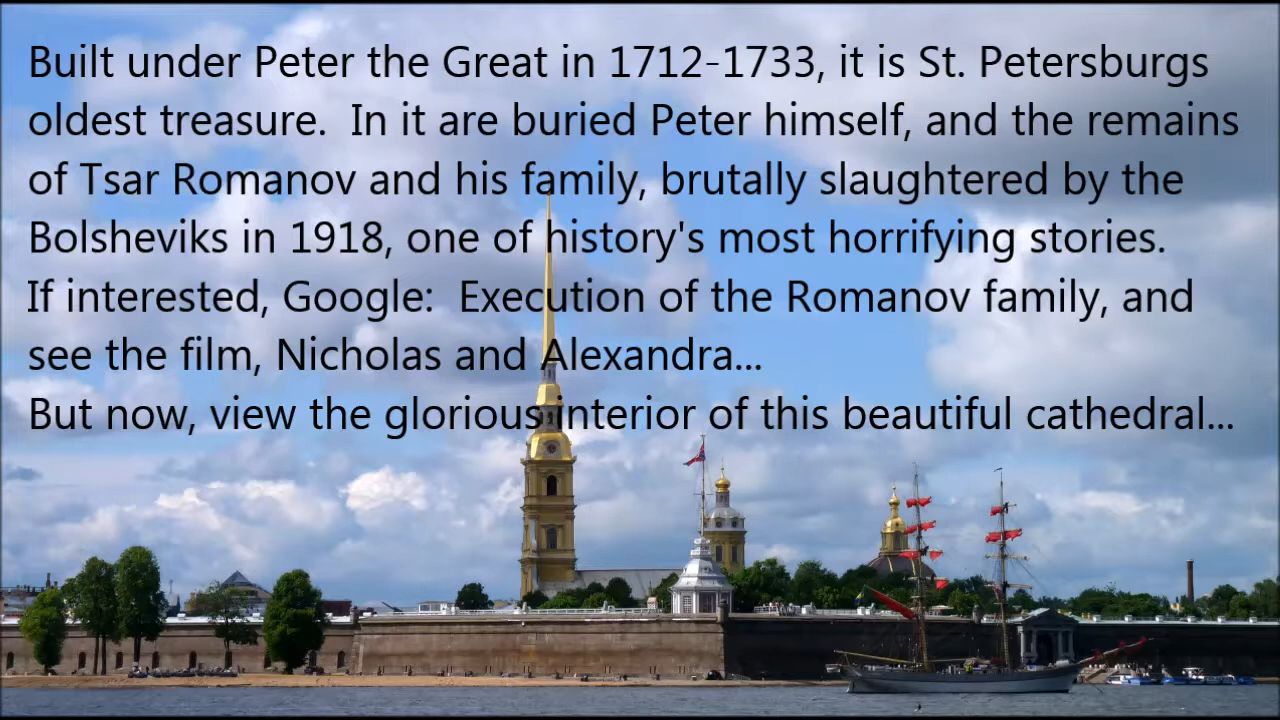 Built under Peter the Great in 1712-1733, it is St. Petersburgs
oldest treasure.  In it are buried Peter himself, and the remains
of Tsar Romanov and his family, brutally slaughtered by the
Bolsheviks in 1918, one of history's most horrifying stories.
If interested, Google:  Execution of the Romanov family, and
see the film, Nicholas and Alexandra...
But now, view the glorious interior of this beautiful cathedral...